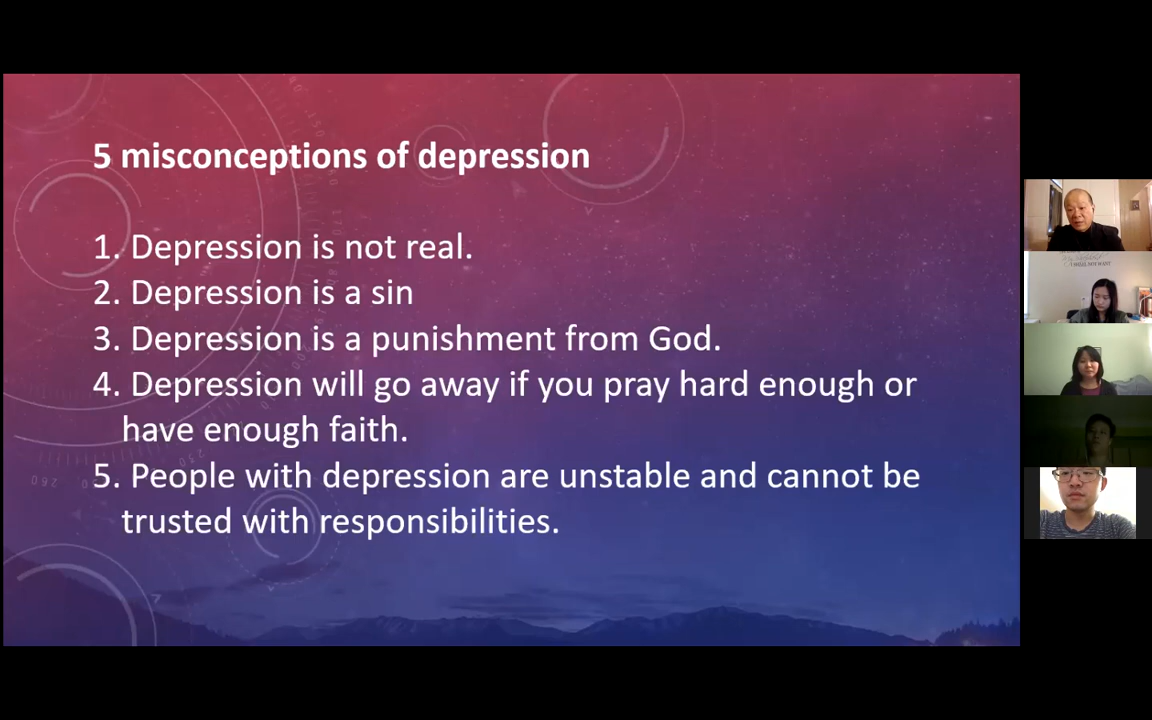 5 misconceptions of depression
1. Depression is not real.
2. Depression is a sin
3. Depression is a punishment from God.
4. Depression will go away if you pray hard enough or
have enough faith.
5. People with depression are unstable and cannot be
trusted with responsibilities.
260